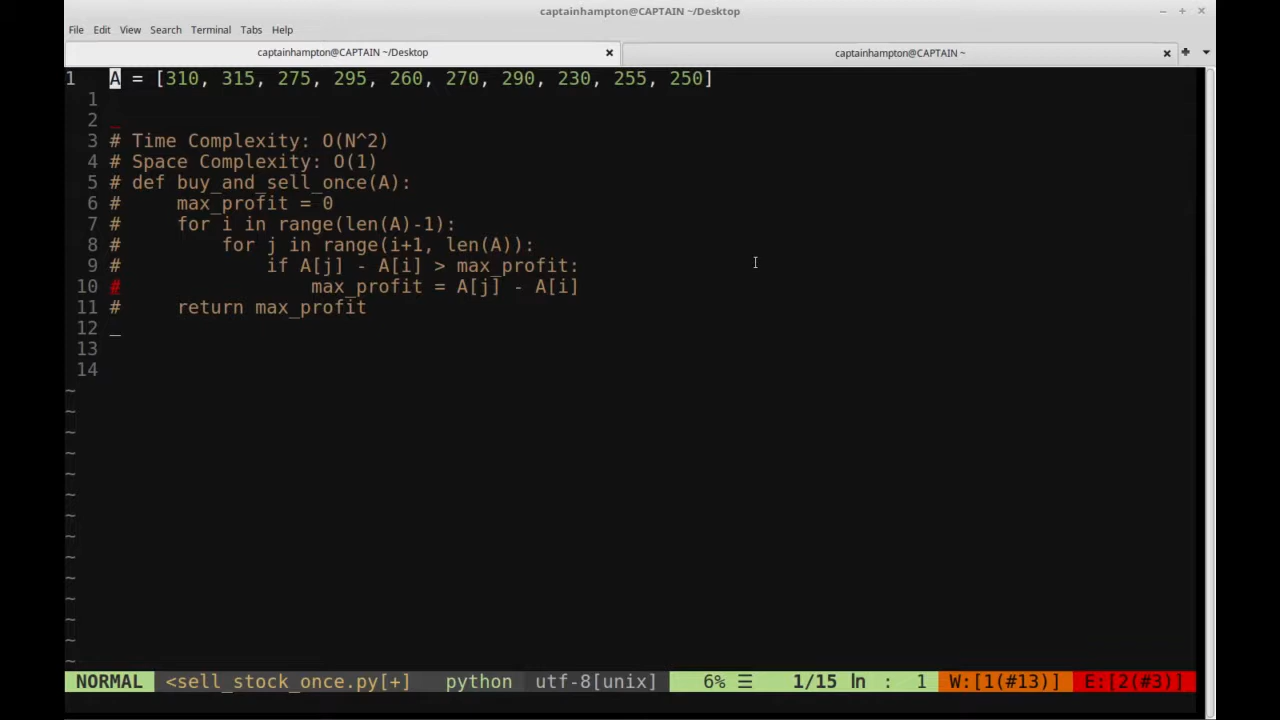 captainhampton@CAPTAIN ~/Desktop
File Edit View Search Terminal Tabs Help
captainhampton@CAPTAIN ~/Desktop captainhampton@CAPTAIN ~
1 A = [310, 315, 275, 295, 260, 270, 290, 230, 255, 250]
1
2 _
3 # Time Complexity: O(N^2)
4 # Space Complexity: O(1)
5 # def buy_and_sell_once(A):
6 #     max_profit = 0
7 #     for i in range(len(A)-1):
8 #         for j in range(i+1, len(A)):
9 #             if A[j] - A[i] > max_profit:
10 #                 max_profit = A[j] - A[i]
11 #     return max_profit
12 _
13
14
~
~
~
~
~
~
~
~
~
~
~
~
~
~
NORMAL <sell_stock_once.py[+] python utf-8[unix] 6% ☰ 1/15 ln : 1 W:[1(#13)] E:[2(#3)]